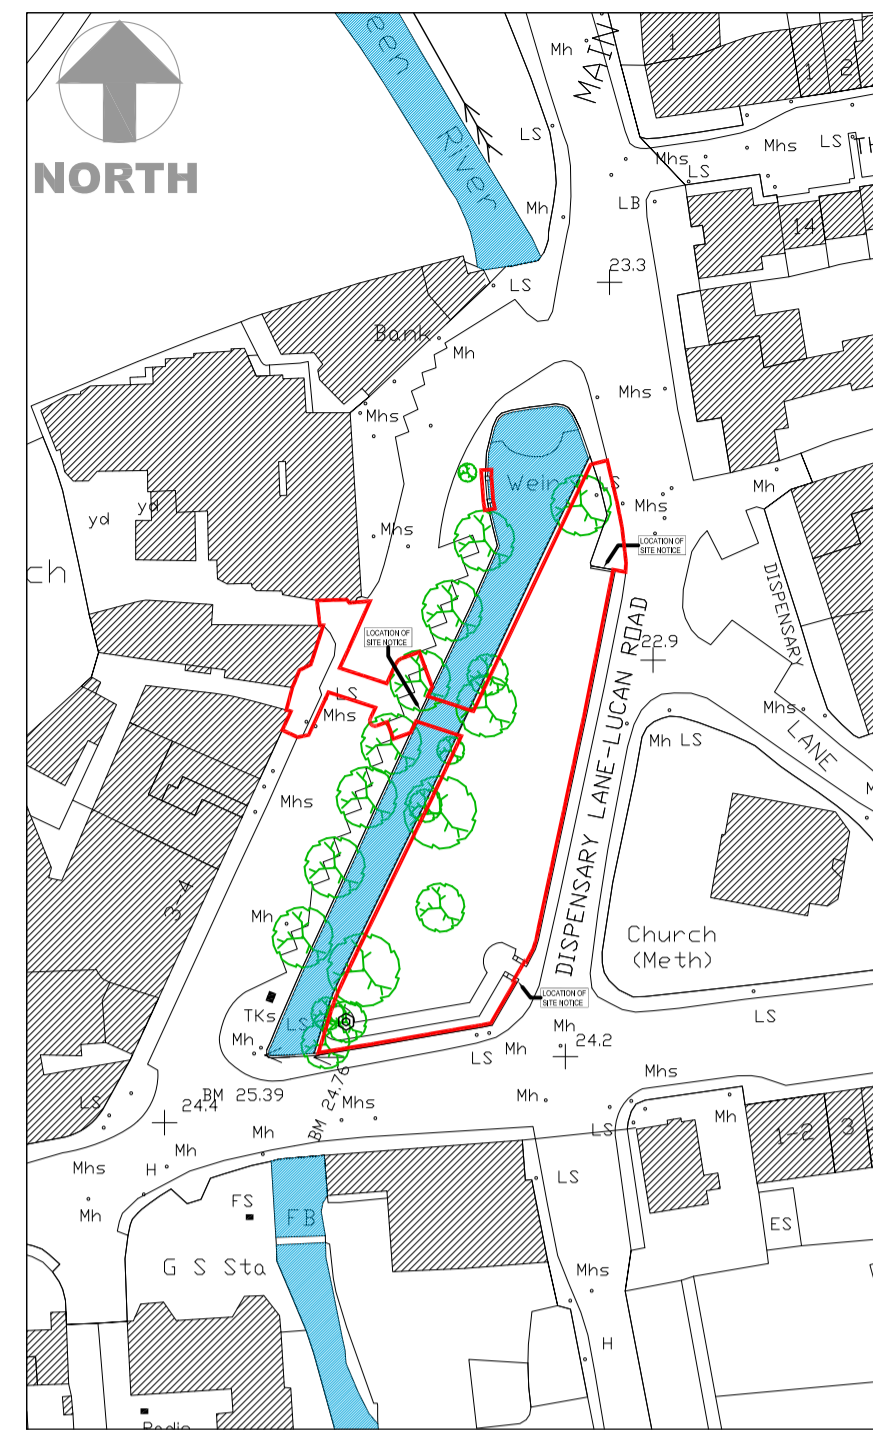 NORTH
een
River
MAIN
1
1
2
Mh
LS
Mhs
LS
Mhs
LS
TH
Mh
LB
14
LS
23.3
Bank
Mh
Mhs
Mhs
Weir
LS
Mhs
Mh
yd
yd
Mhs
ch
LOCATION OF
SITE NOTICE
DISPENSARY
LOCATION OF
SITE NOTICE
22.9
LS
Mhs
Mhs
LANE
Mh
LS
Mhs
DISPENSARY LANE-LUCAN ROAD
3-4
Mh
Church
(Meth)
LOCATION OF
SITE NOTICE
TKs
LS
LS
Mh
Mh
LS
Mh
24.2
BM 25.39
BM 24.76
Mhs
Mhs
Mh
Mh
LS
24.4
Mh
LS
1-2
3
Mhs
H
Mh
LS
Mh
FS
FB
ES
G S Sta
Mhs
H